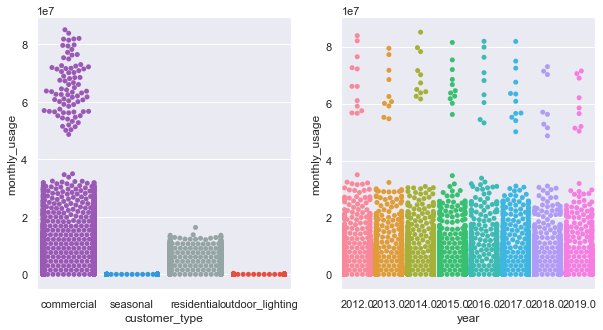 1e7
8
6
4
2
0
monthly_usage
commercial seasonal residential outdoor_lighting
customer_type
1e7
8
6
4
2
0
monthly_usage
2012.0 2013.0 2014.0 2015.0 2016.0 2017.0 2018.0 2019.0
year